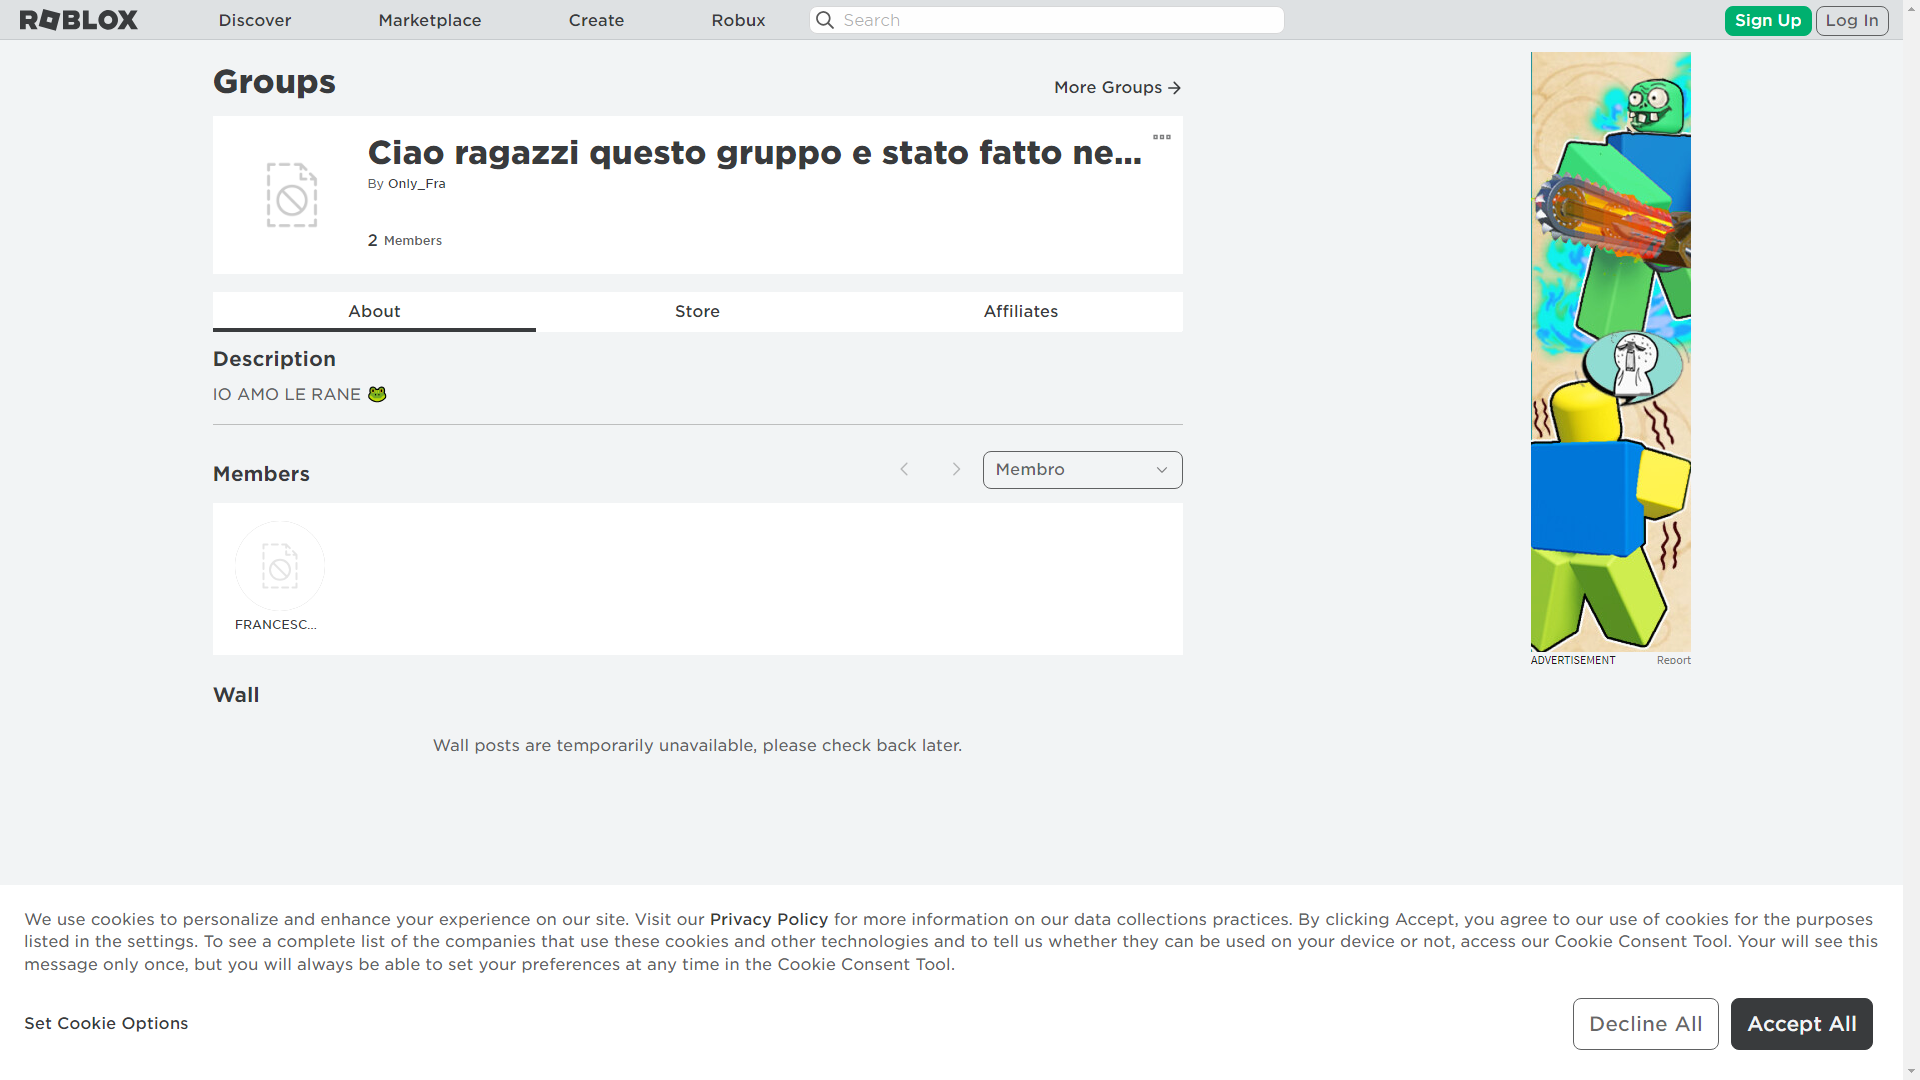 ROBLOX
Discover
Marketplace
Create
Robux
Search
Sign Up
Log In
Groups
More Groups
Ciao ragazzi questo gruppo e stato fatto ne...
By Only_Fra
2 Members
About
Store
Affiliates
Description
IO AMO LE RANE 🐸
Members
Membro
FRANCESC...
ADVERTISEMENT
Report
Wall
Wall posts are temporarily unavailable, please check back later.
We use cookies to personalize and enhance your experience on our site. Visit our Privacy Policy for more information on our data collections practices. By clicking Accept, you agree to our use of cookies for the purposes
listed in the settings. To see a complete list of the companies that use these cookies and other technologies and to tell us whether they can be used on your device or not, access our Cookie Consent Tool. Your will see this
message only once, but you will always be able to set your preferences at any time in the Cookie Consent Tool.
Set Cookie Options
Decline All
Accept All